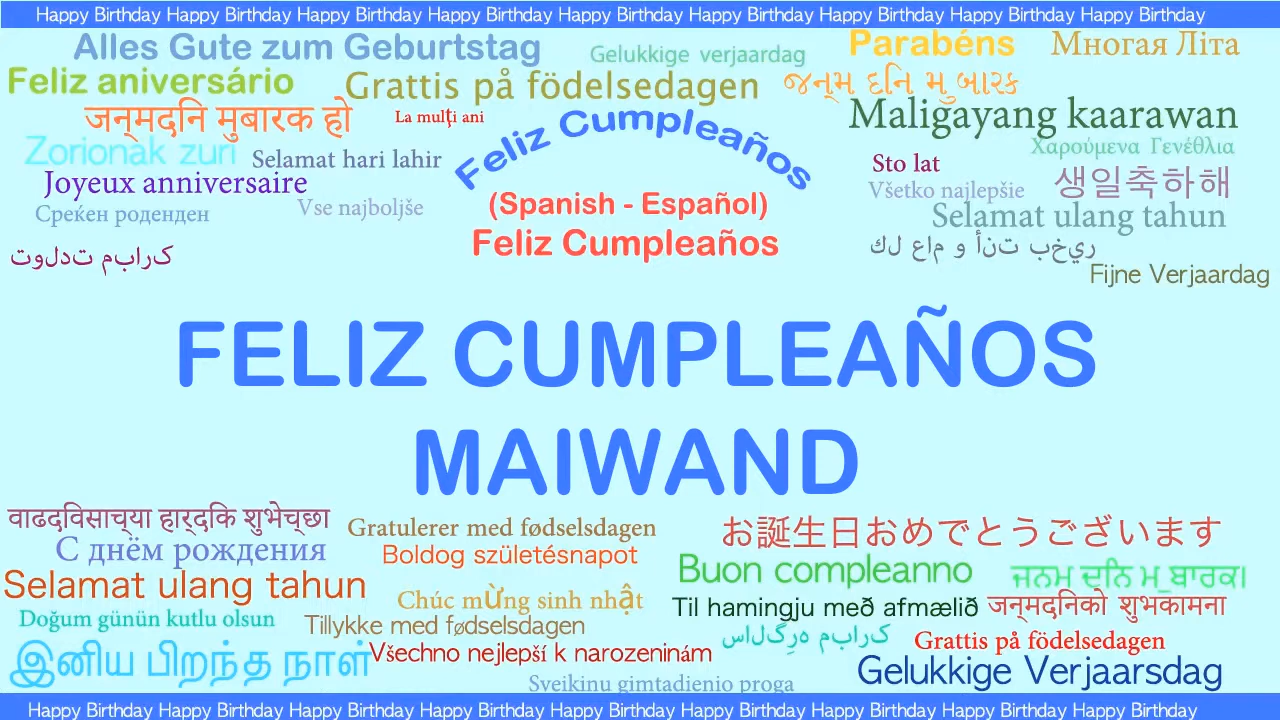 Happy Birthday Happy Birthday Happy Birthday Happy Birthday Happy Birthday Happy Birthday Happy Birthday Happy Birthday Happy Birthday
Alles Gute zum Geburtstag
Gelukkige verjaardag
Parabéns
Многая Літа
Feliz aniversário
Grattis på födelsedagen
જન્મ દિન મુબારક
जन्मदिन मुबारक हो
La mulţi ani
Feliz Cumpleaños
Maligayang kaarawan
Zorionak zuri
Selamat hari lahir
Sto lat
Χαρούμενα Γενέθλια
Joyeux anniversaire
Všetko najlepšie
생일축하해
Среќен роденден
Vse najboljše
(Spanish - Español)
Selamat ulang tahun
تولدت مبارک
Feliz Cumpleaños
كل عام و أنت بخير
Fijne Verjaardag
FELIZ CUMPLEAÑOS
MAIWAND
वाढदिवसाच्या हार्दिक शुभेच्छा
Gratulerer med fødselsdagen
お誕生日おめでとうございます
С днём рождения
Boldog születésnapot
Buon compleanno
ਜਨਮ ਦਿਨ ਮੁਬਾਰਕ।
Selamat ulang tahun
Chúc mừng sinh nhật
Til hamingju með afmælið
जन्मदिनको शुभकामना
Doğum günün kutlu olsun
Tillykke med fødselsdagen
سالگرہ مبارک
Grattis på födelsedagen
இனிய பிறந்த நாள்
Všechno nejlepší k narozeninám
Gelukkige Verjaarsdag
Sveikinu gimtadienio proga
Happy Birthday Happy Birthday Happy Birthday Happy Birthday Happy Birthday Happy Birthday Happy Birthday Happy Birthday Happy Birthday